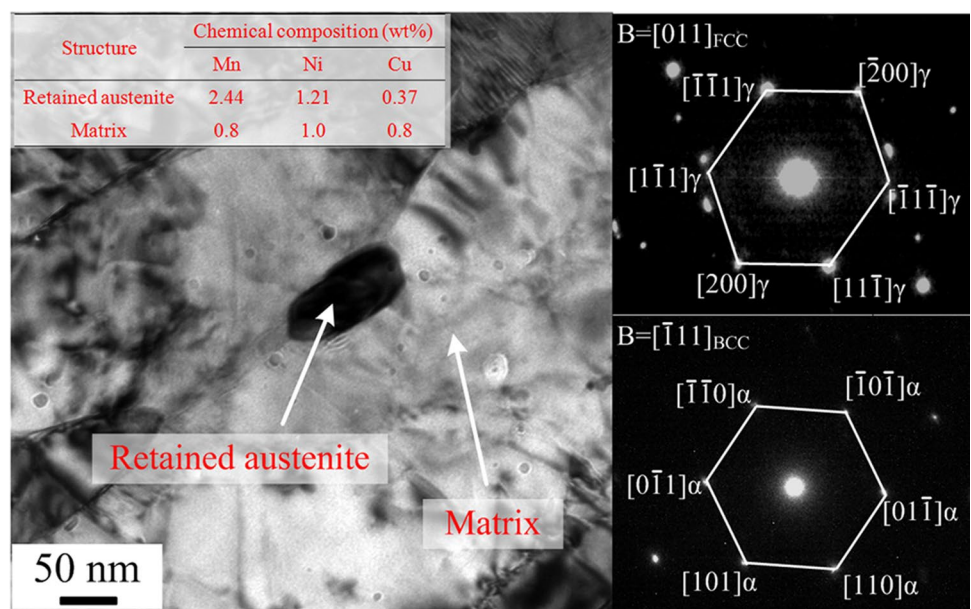 Structure Chemical composition (wt%)
Mn Ni Cu
Retained austenite 2.44 1.21 0.37
Matrix 0.8 1.0 0.8
Retained austenite
Matrix
50 nm
B=[011]FCC
[1̄1̄1]γ [2̄00]γ
[11̄1]γ [1̄11̄]γ
[200]γ [111̄]γ
B=[1̄11]BCC
[1̄1̄0]α [1̄01̄]α
[01̄1]α [011̄]α
[101]α [110]α